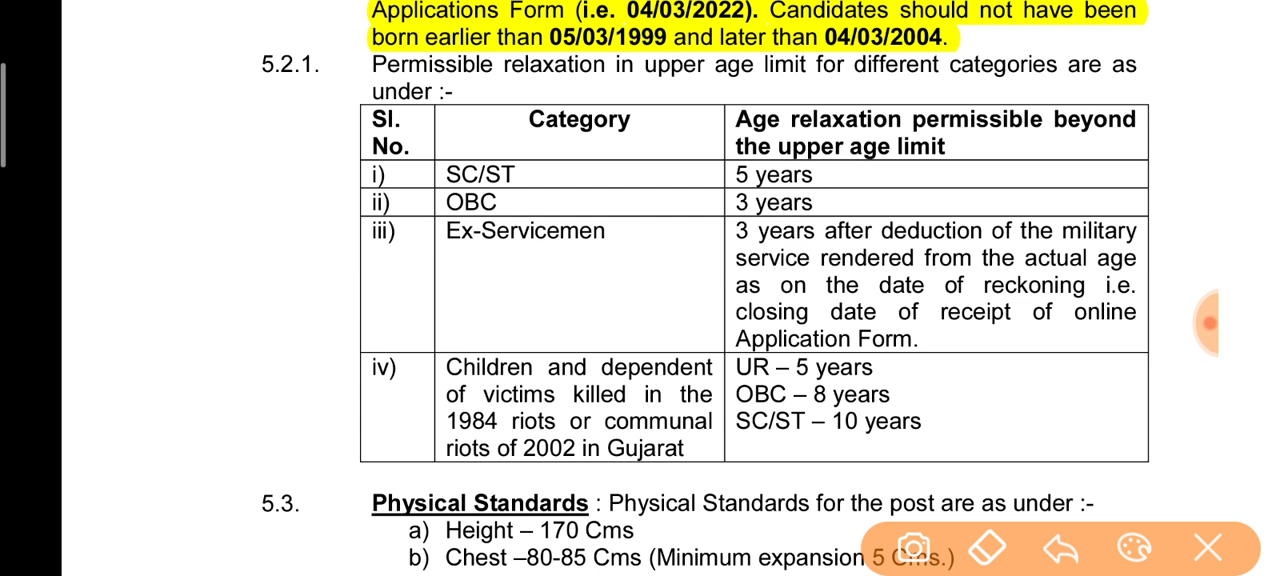 Applications Form (i.e. 04/03/2022). Candidates should not have been
born earlier than 05/03/1999 and later than 04/03/2004.
5.2.1. Permissible relaxation in upper age limit for different categories are as
under :-
Sl. No. Category Age relaxation permissible beyond the upper age limit
i) SC/ST 5 years
ii) OBC 3 years
iii) Ex-Servicemen 3 years after deduction of the military
service rendered from the actual age
as on the date of reckoning i.e.
closing date of receipt of online
Application Form.
iv) Children and dependent of victims killed in the 1984 riots or communal riots of 2002 in Gujarat
UR – 5 years
OBC – 8 years
SC/ST – 10 years
5.3. Physical Standards : Physical Standards for the post are as under :-
a) Height – 170 Cms
b) Chest –80-85 Cms (Minimum expansion 5 Cms.)